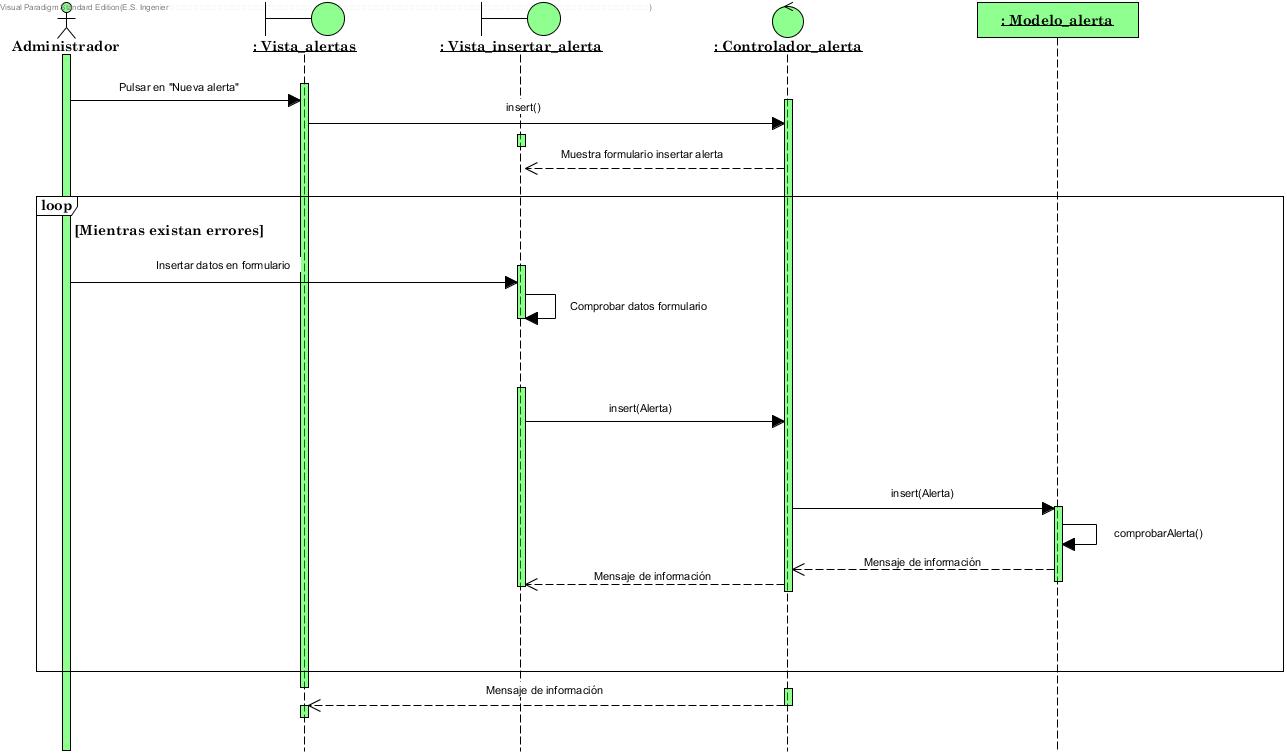 Visual Paradigm Standard Edition(E.S. Ingenier
)
Administrador
: Vista_alertas
: Vista_insertar_alerta
: Controlador_alerta
: Modelo_alerta
Pulsar en "Nueva alerta"
insert()
Muestra formulario insertar alerta
loop
[Mientras existan errores]
Insertar datos en formulario
Comprobar datos formulario
insert(Alerta)
insert(Alerta)
comprobarAlerta()
Mensaje de información
Mensaje de información
Mensaje de información